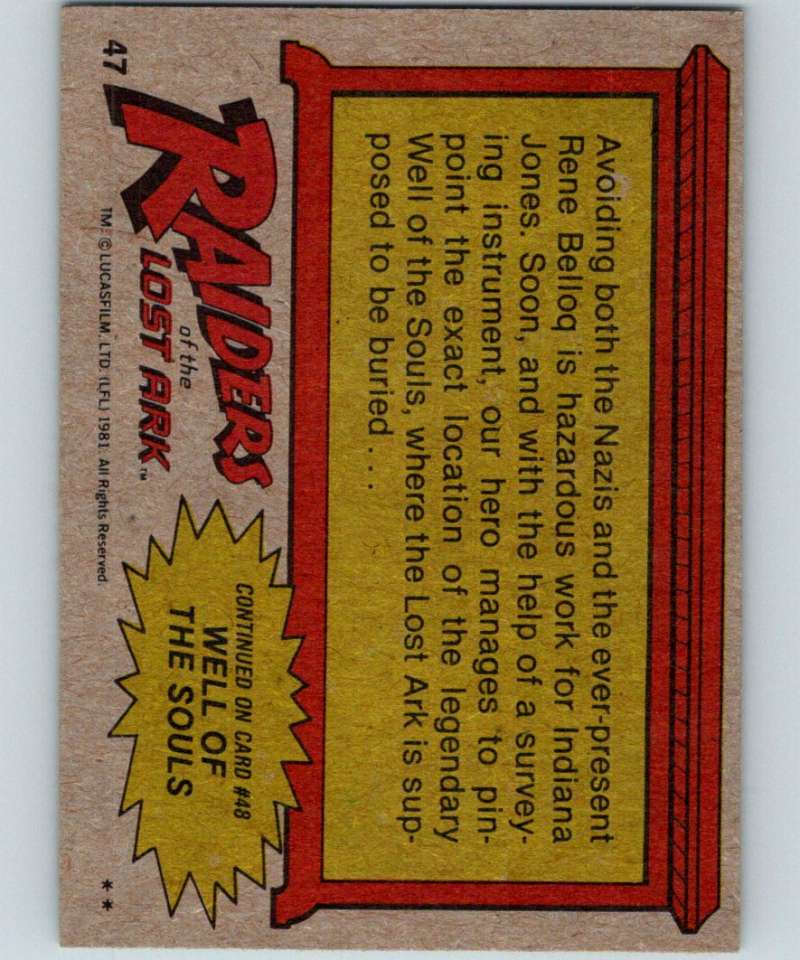 Avoiding both the Nazis and the ever-present
Rene Belloq is hazardous work for Indiana
Jones. Soon, and with the help of a survey-
ing instrument, our hero manages to pin-
point the exact location of the legendary
Well of the Souls, where the Lost Ark is sup-
posed to be buried . . .
47
RAIDERS
of the
LOST ARK™
TM: © LUCASFILM. LTD. (LFL) 1981 All Rights Reserved.
CONTINUED ON CARD #48
WELL OF
THE SOULS
* *